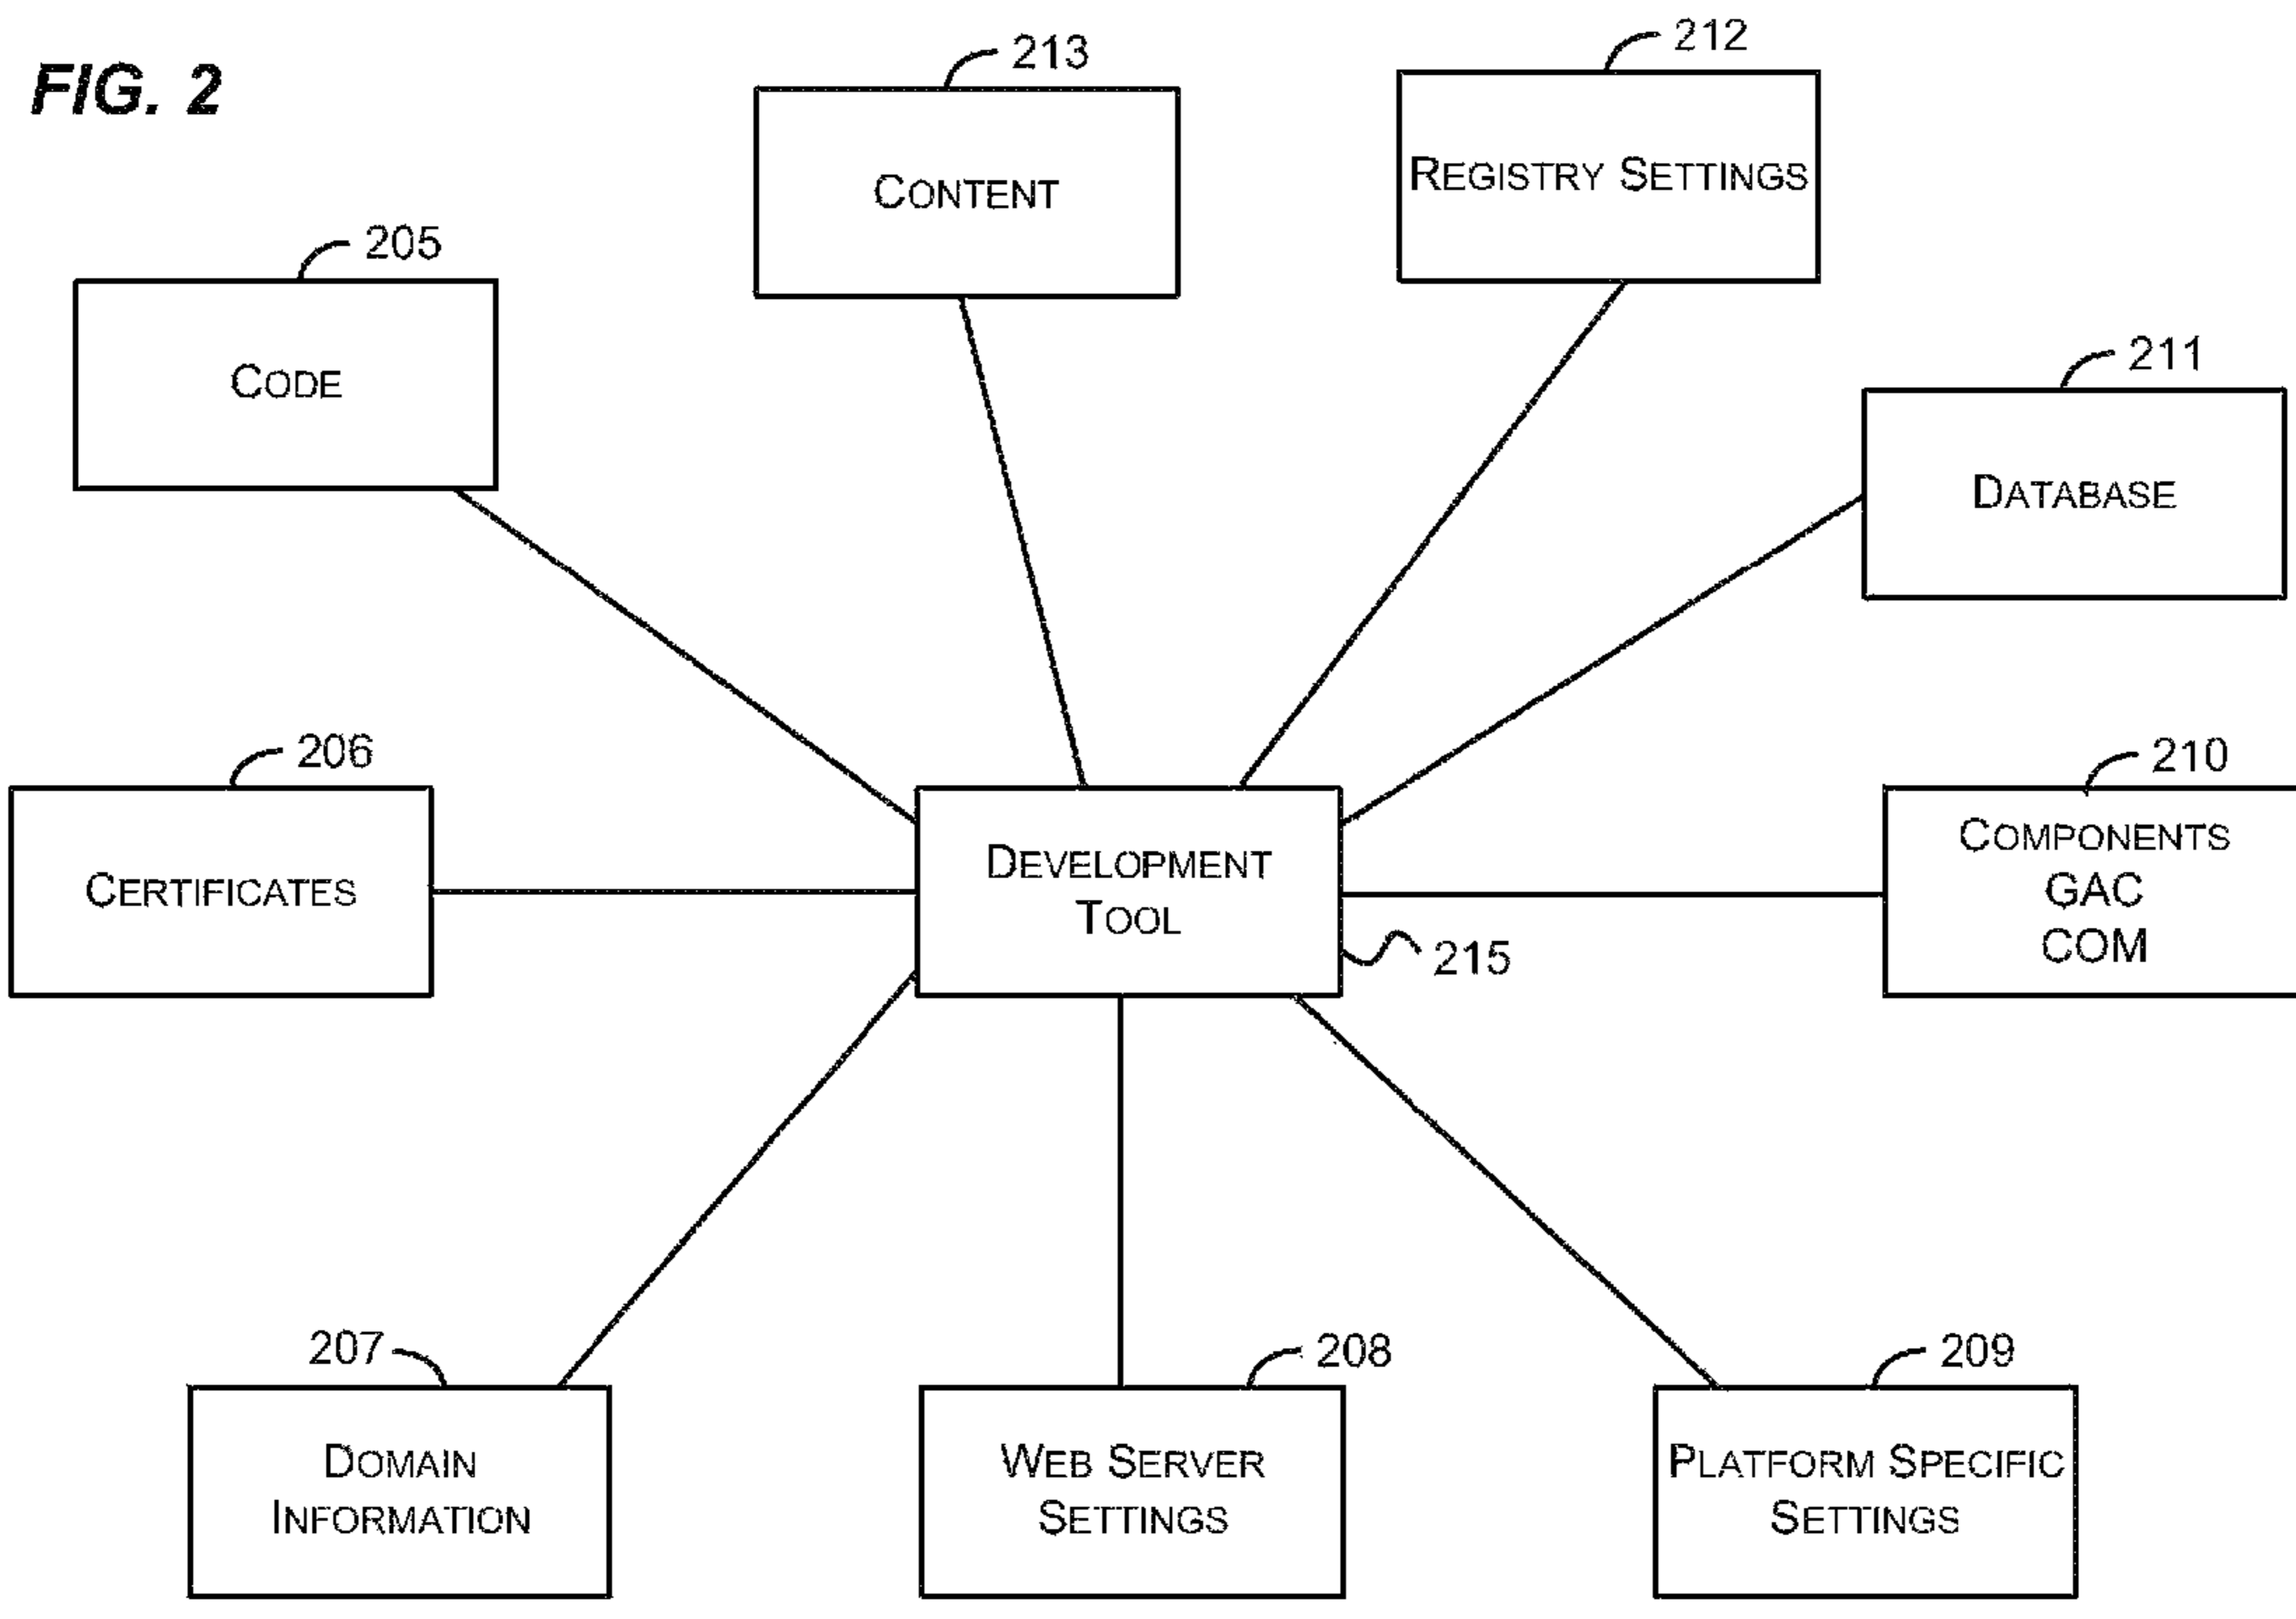 FIG. 2
213
CONTENT
212
REGISTRY SETTINGS
205
CODE
211
DATABASE
206
CERTIFICATES
DEVELOPMENT
TOOL
215
210
COMPONENTS
GAC
COM
207
DOMAIN
INFORMATION
208
WEB SERVER
SETTINGS
209
PLATFORM SPECIFIC
SETTINGS